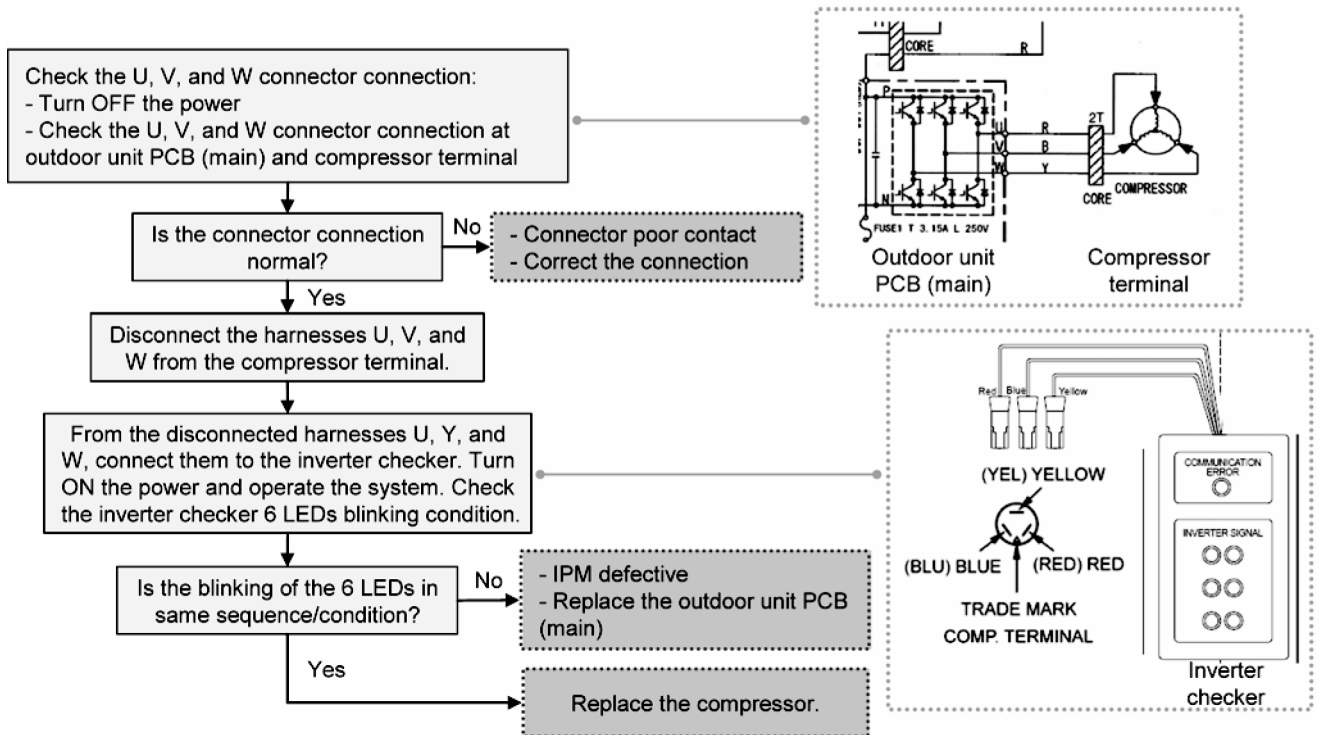 Check the U, V, and W connector connection:
- Turn OFF the power
- Check the U, V, and W connector connection at
outdoor unit PCB (main) and compressor terminal
Is the connector connection
normal?
No
- Connector poor contact
- Correct the connection
Yes
Disconnect the harnesses U, V, and
W from the compressor terminal.
From the disconnected harnesses U, Y, and
W, connect them to the inverter checker. Turn
ON the power and operate the system. Check
the inverter checker 6 LEDs blinking condition.
Is the blinking of the 6 LEDs in
same sequence/condition?
No
- IPM defective
- Replace the outdoor unit PCB
(main)
Yes
Replace the compressor.
CORE
R
P
U
R
2T
V
B
W
Y
N
CORE
COMPRESSOR
FUSE1 T 3.15A L 250V
Outdoor unit
PCB (main)
Compressor
terminal
Red
Blue
Yellow
(YEL) YELLOW
(BLU) BLUE
(RED) RED
TRADE MARK
COMP. TERMINAL
COMMUNICATION
ERROR
INVERTER SIGNAL
Inverter
checker